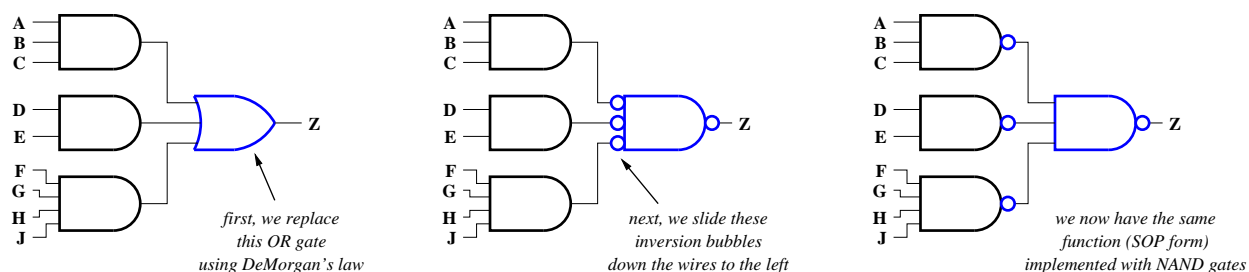 A
B
C
D
E
F
G
H
J
Z
first, we replace
this OR gate
using DeMorgan's law
A
B
C
D
E
F
G
H
J
Z
next, we slide these
inversion bubbles
down the wires to the left
A
B
C
D
E
F
G
H
J
Z
we now have the same
function (SOP form)
implemented with NAND gates